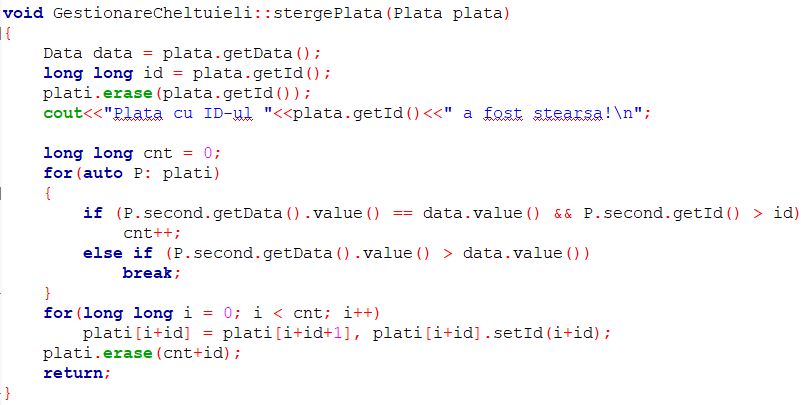 void GestionareCheltuieli::stergePlata(Plata plata)
{
    Data data = plata.getData();
    long long id = plata.getId();
    plati.erase(plata.getId());
    cout<<"Plata cu ID-ul "<<plata.getId()<<" a fost stearsa!\n";

    long long cnt = 0;
    for(auto P: plati)
    {
        if (P.second.getData().value() == data.value() && P.second.getId() > id)
            cnt++;
        else if (P.second.getData().value() > data.value())
            break;
    }
    for(long long i = 0; i < cnt; i++)
        plati[i+id] = plati[i+id+1], plati[i+id].setId(i+id);
    plati.erase(cnt+id);
    return;
}